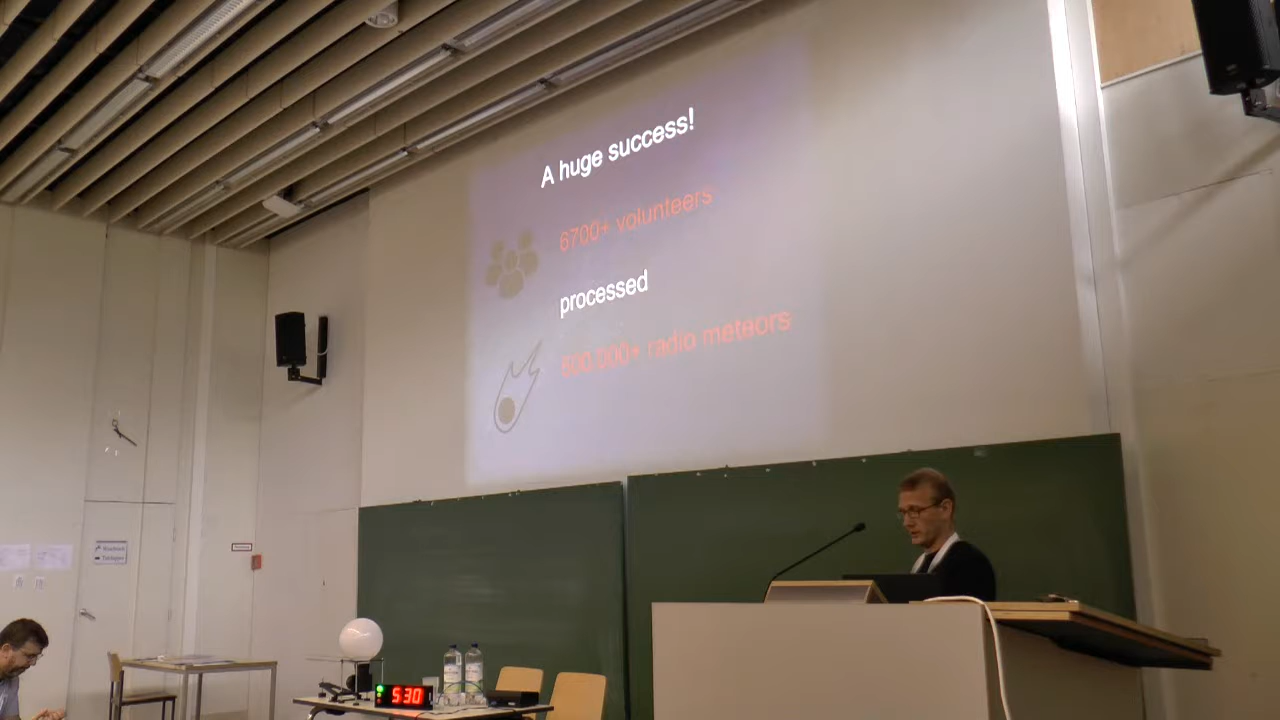 A huge success!
6700+ volunteers
processed
500.000+ radio meteors
5:30